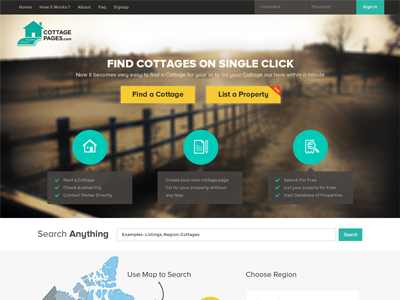 Home How it Works ? About Faq Signup Username Password Sign In
COTTAGE
PAGES.com
FIND COTTAGES ON SINGLE CLICK
Now it becomes very easy to find a Cottage for your or to list your Cottage out here within a minute
Find a Cottage List a Property
Rent a Cottage
Check Availability
Contact Owner Directly
Create your own cottage page
list for your property without
any fees
Search For Free
List your property for Free
Vast Database of Properties
Search Anything Examples - Listings, Region, Cottages Search
Use Map to Search Choose Region